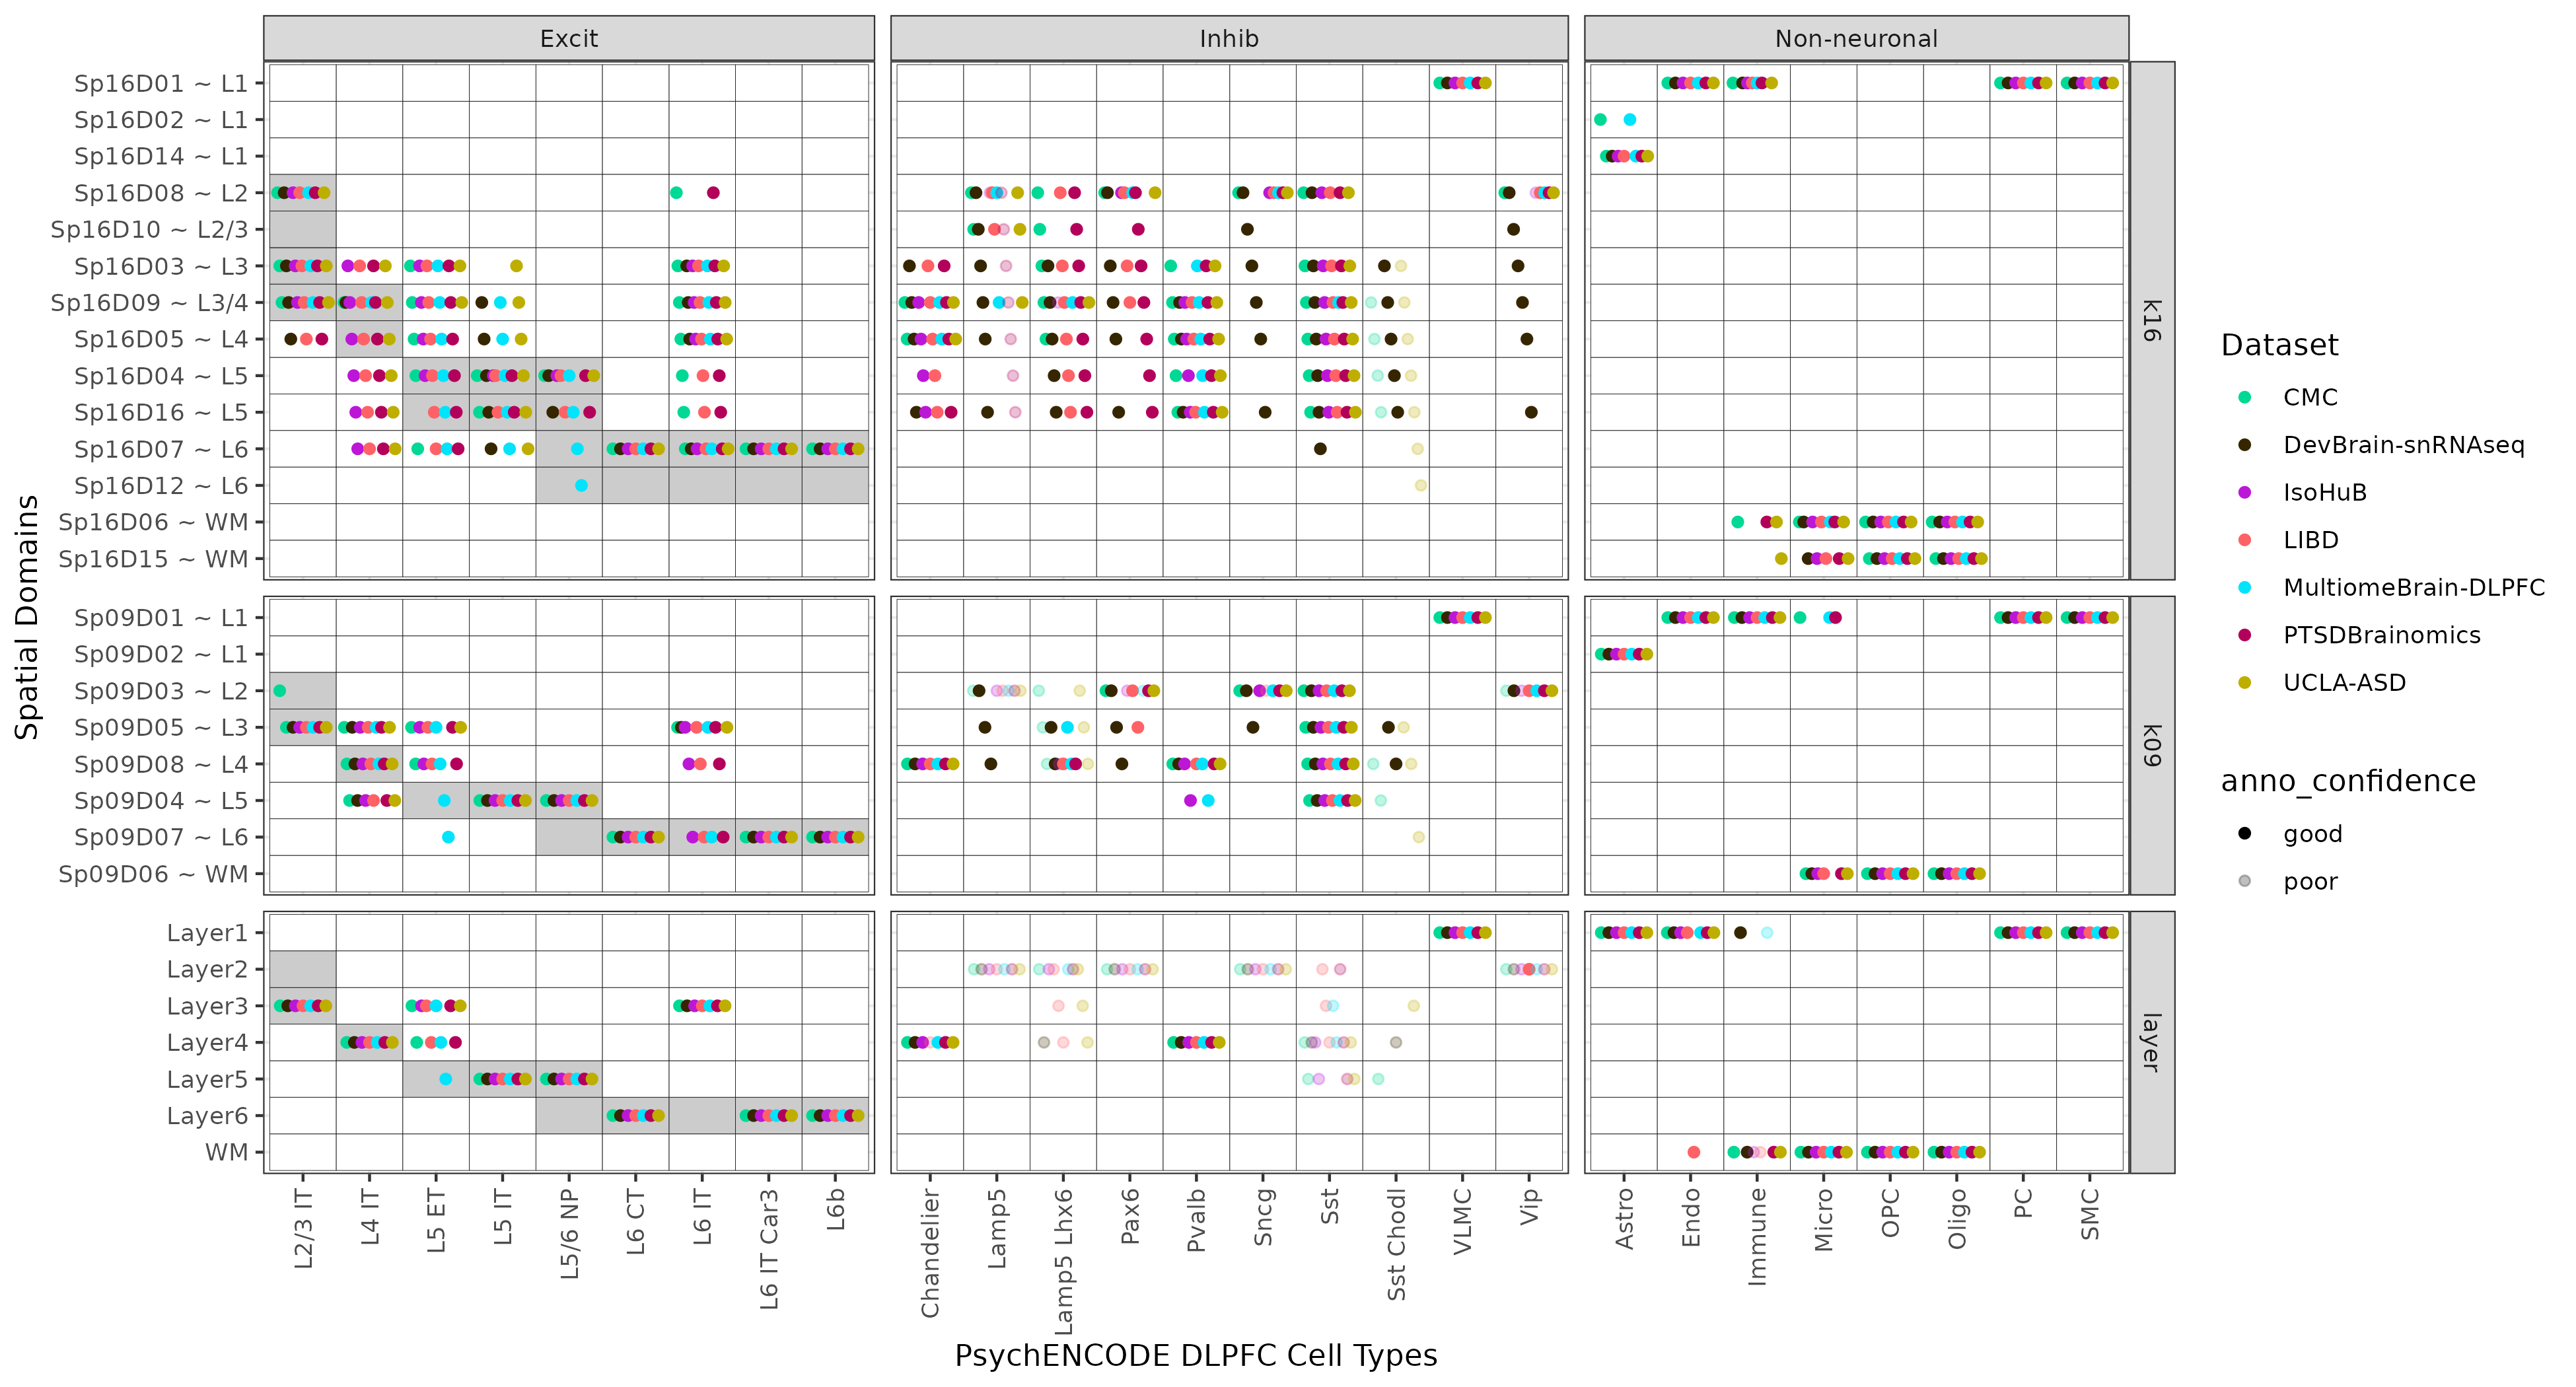 Excit
Inhib
Non-neuronal
Spatial Domains
Sp16D01 ~ L1
Sp16D02 ~ L1
Sp16D14 ~ L1
Sp16D08 ~ L2
Sp16D10 ~ L2/3
Sp16D03 ~ L3
Sp16D09 ~ L3/4
Sp16D05 ~ L4
Sp16D04 ~ L5
Sp16D16 ~ L5
Sp16D07 ~ L6
Sp16D12 ~ L6
Sp16D06 ~ WM
Sp16D15 ~ WM
k16
Sp09D01 ~ L1
Sp09D02 ~ L1
Sp09D03 ~ L2
Sp09D05 ~ L3
Sp09D08 ~ L4
Sp09D04 ~ L5
Sp09D07 ~ L6
Sp09D06 ~ WM
k09
Layer1
Layer2
Layer3
Layer4
Layer5
Layer6
WM
layer
L2/3 IT
L4 IT
L5 ET
L5 IT
L5/6 NP
L6 CT
L6 IT
L6 IT Car3
L6b
Chandelier
Lamp5
Lamp5 Lhx6
Pax6
Pvalb
Sncg
Sst
Sst Chodl
VLMC
Vip
Astro
Endo
Immune
Micro
OPC
Oligo
PC
SMC
PsychENCODE DLPFC Cell Types
Dataset
CMC
DevBrain-snRNAseq
IsoHuB
LIBD
MultiomeBrain-DLPFC
PTSDBrainomics
UCLA-ASD
anno_confidence
good
poor